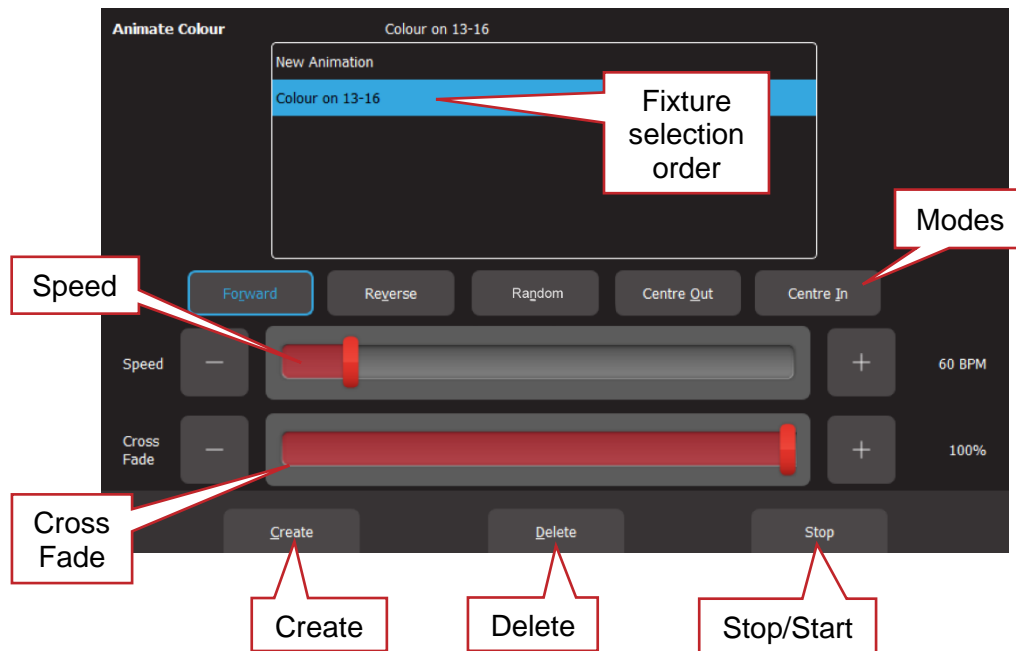 Animate Colour
Colour on 13-16
New Animation
Colour on 13-16
Fixture
selection
order
Modes
Speed
Forward
Reverse
Random
Centre Out
Centre In
Speed
−
+
60 BPM
Cross
Fade
−
+
100%
Cross
Fade
Create
Delete
Stop
Create
Delete
Stop/Start